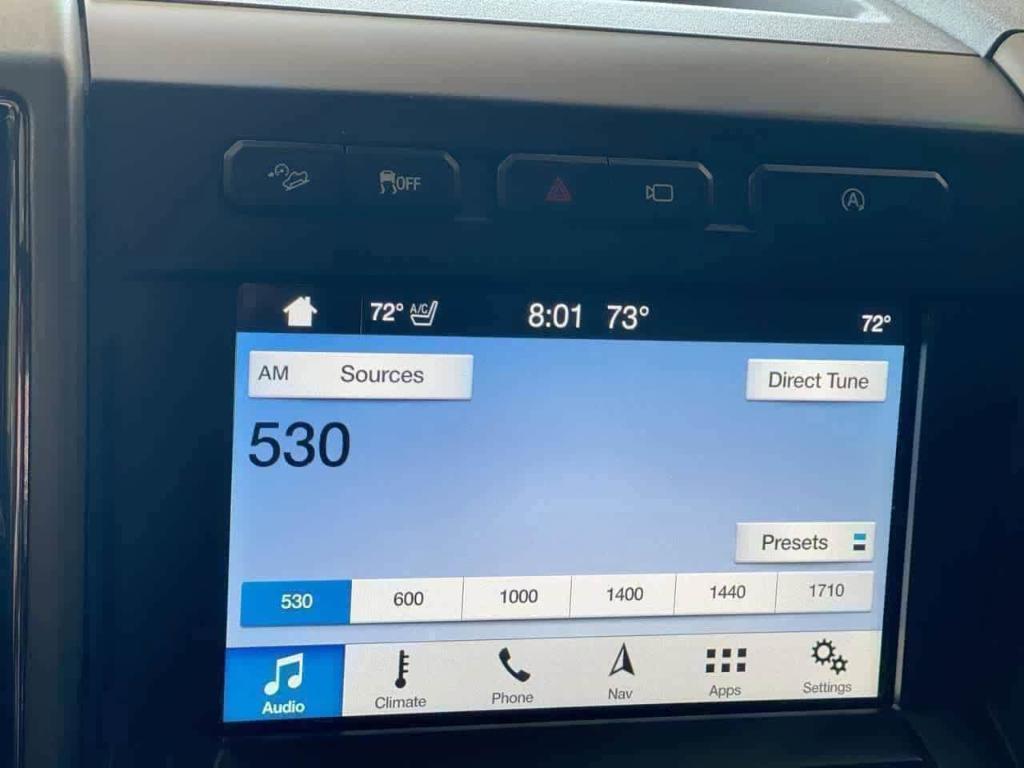 OFF
A
72° A/C 8:01 73° 72°
AM Sources Direct Tune
530
Presets
530 600 1000 1400 1440 1710
Audio Climate Phone Nav Apps Settings